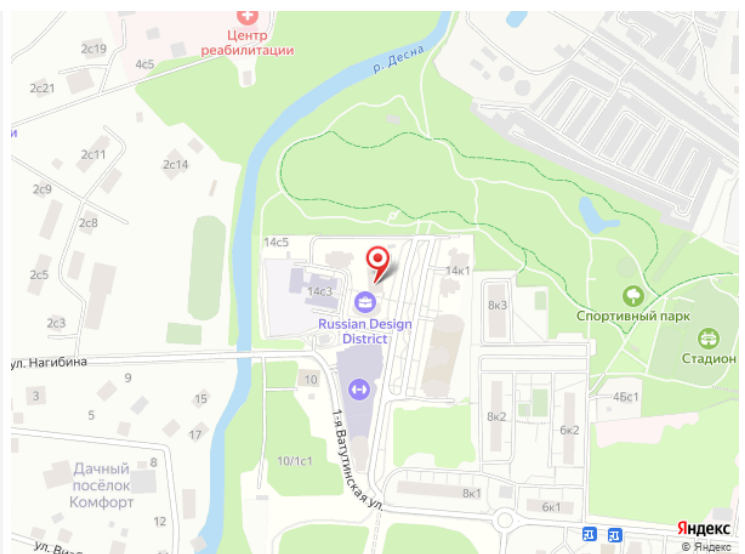 Центр
реабилитации
2с19
4с5
2с21
р. Десна
и
2с11
2с14
2с9
2с8
14с5
2с5
14с3
14к1
8к3
Спортивный парк
Russian Design
District
Стадион
2с3
ул. Нагибина
9
10
3
5
15
17
4Бс1
8к2
6к2
1-я Ватутинская ул.
10/1с1
Дачный
посёлок
Комфорт
8
12
8к1
6к1
Яндекс
© Яндекс